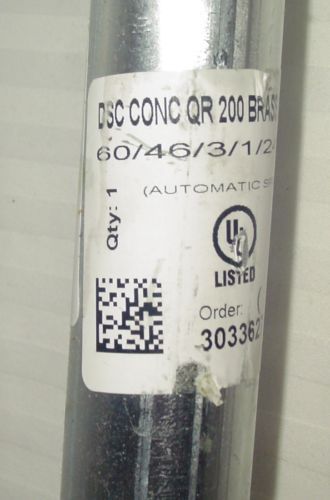 DSC CONC QR 200 BRASS
60/46/3/1/2
(AUTOMATIC
Qty: 1
UL
LISTED
Order: (
303362